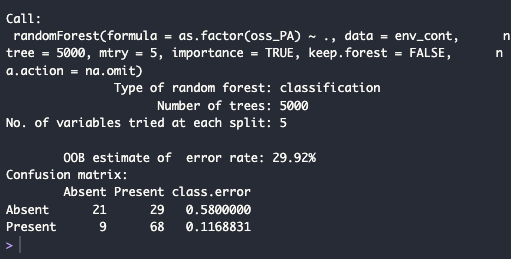 Call:
 randomForest(formula = as.factor(oss_PA) ~ ., data = env_cont,      n
tree = 5000, mtry = 5, importance = TRUE, keep.forest = FALSE,      n
a.action = na.omit)
               Type of random forest: classification
                     Number of trees: 5000
No. of variables tried at each split: 5

        OOB estimate of  error rate: 29.92%
Confusion matrix:
        Absent Present class.error
Absent      21      29   0.5800000
Present      9      68   0.1168831
>